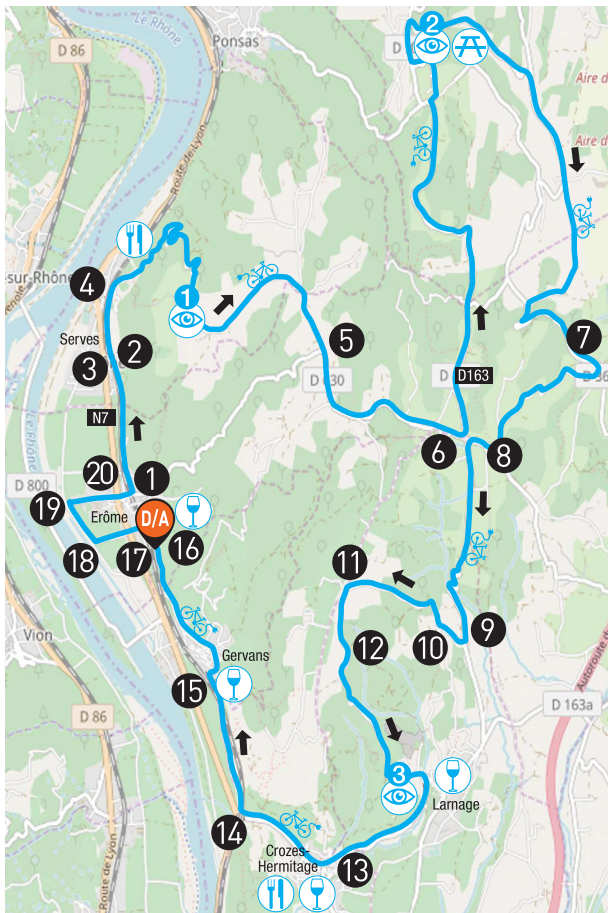 Le Rhône
D 86
Ponsas
2
Aire d
Aire d
Route de Lyon
-sur-Rhône
4
1
5
7
Serves
3
2
D
30
D
D163
D 36
N7
6
8
Le Rhône
D 800
20
1
19
Erôme
D/A
18
17
16
11
9
10
12
Vion
Gervans
15
D 163a
Autoroute
D 86
3
Larnage
14
Crozes-
Hermitage
13
Route de Lyon